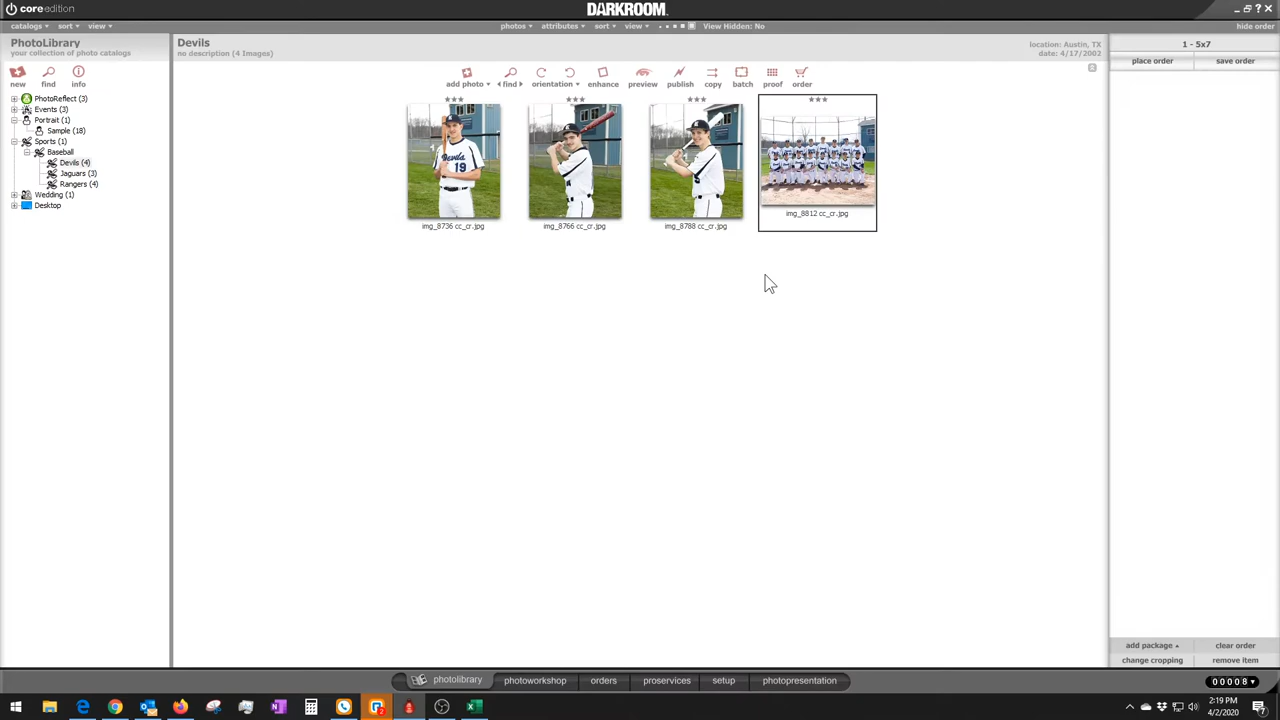 coreedition
DARKROOM
catalogs sort view
photos attributes sort view View Hidden: No
hide order
PhotoLibrary
your collection of photo catalogs
new find info
PhotoReflect (3)
Events (3)
Portrait (1)
Sample (18)
Sports (1)
Baseball
Devils (4)
Jaguars (3)
Rangers (4)
Wedding (1)
Desktop
Devils
no description (4 Images)
location: Austin, TX
date: 4/17/2002
add photo find orientation enhance preview publish copy batch proof order
Devils
19
img_8736 cc_cr.jpg
img_8766 cc_cr.jpg
img_8788 cc_cr.jpg
img_8812 cc_cr.jpg
1 - 5x7
place order save order
add package clear order
change cropping remove item
photolibrary photoworkshop orders proservices setup photopresentation
00008
2:19 PM
4/2/2020